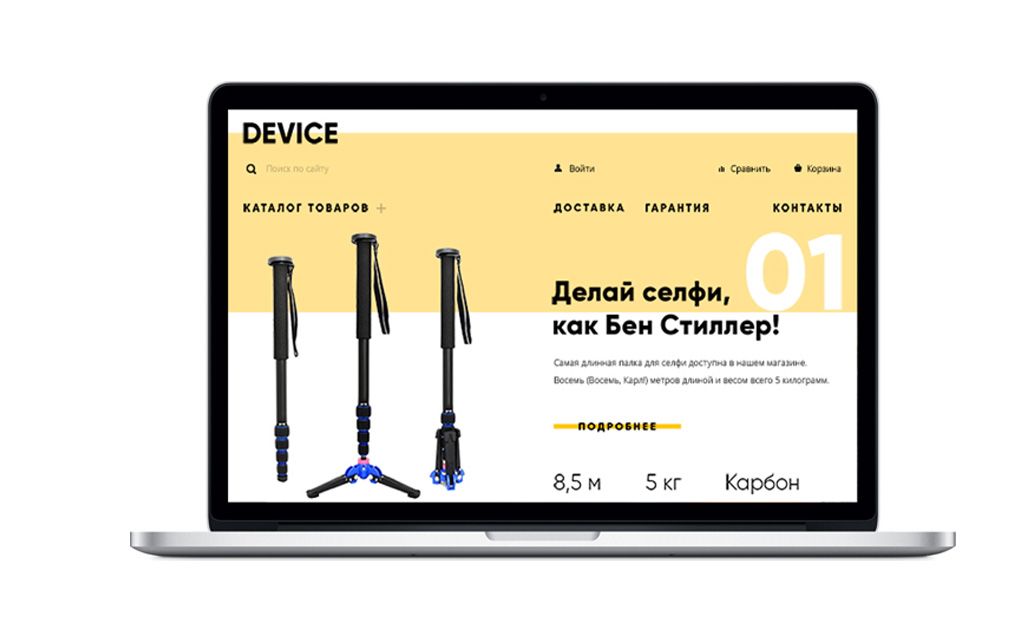 DEVICE
Поиск по сайту
Войти
Сравнить
Корзина
КАТАЛОГ ТОВАРОВ +
ДОСТАВКА
ГАРАНТИЯ
КОНТАКТЫ
01
Делай селфи,
как Бен Стиллер!
Самая длинная палка для селфи доступна в нашем магазине.
Восемь (Восемь, Карл!) метров длиной и весом всего 5 килограмм.
ПОДРОБНЕЕ
8,5 м
5 кг
Карбон